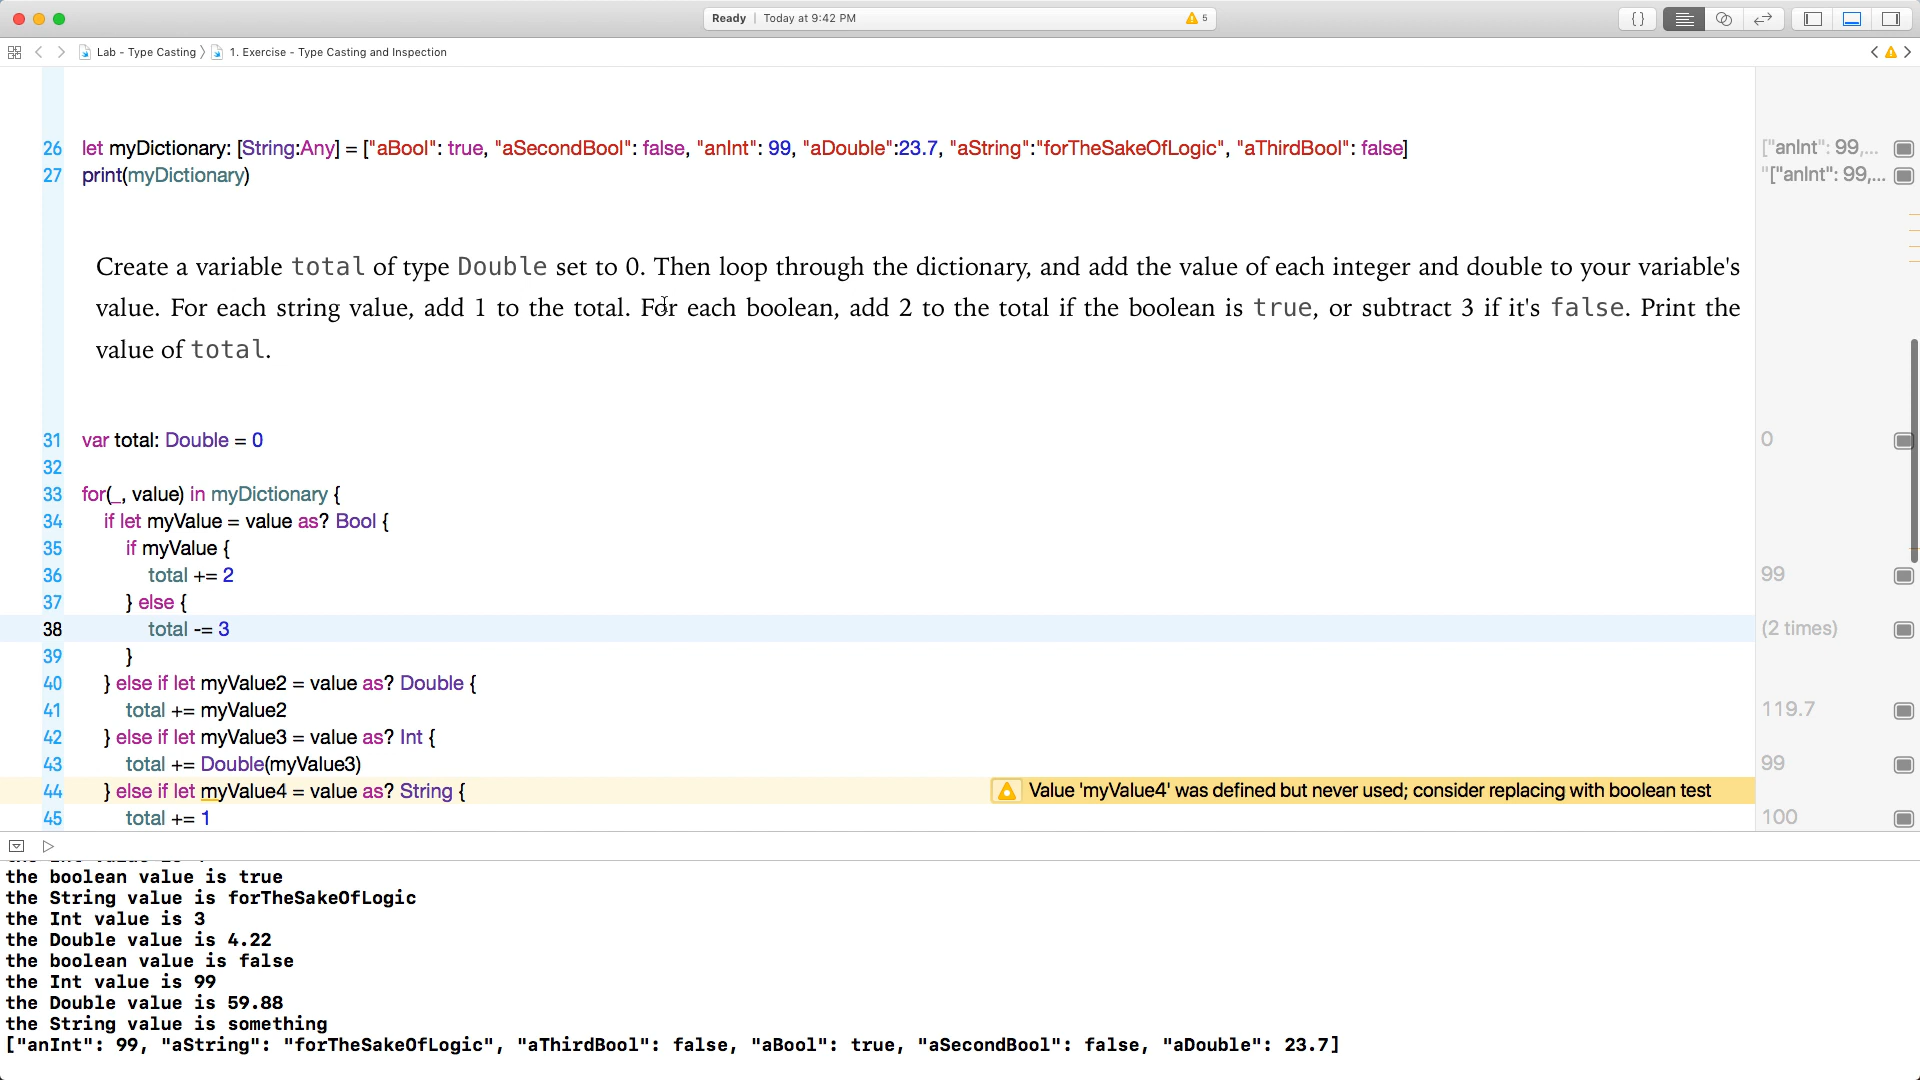 Ready | Today at 9:42 PM 5
{}
Lab - Type Casting 〉 1. Exercise - Type Casting and Inspection
26 let myDictionary: [String:Any] = ["aBool": true, "aSecondBool": false, "anInt": 99, "aDouble":23.7, "aString":"forTheSakeOfLogic", "aThirdBool": false] ["anInt": 99,...
27 print(myDictionary) "["anInt": 99,...
Create a variable total of type Double set to 0. Then loop through the dictionary, and add the value of each integer and double to your variable's
value. For each string value, add 1 to the total. For each boolean, add 2 to the total if the boolean is true, or subtract 3 if it's false. Print the
value of total.
31 var total: Double = 0 0
32
33 for(_, value) in myDictionary {
34 if let myValue = value as? Bool {
35 if myValue {
36 total += 2 99
37 } else {
38 total -= 3 (2 times)
39 }
40 } else if let myValue2 = value as? Double {
41 total += myValue2 119.7
42 } else if let myValue3 = value as? Int {
43 total += Double(myValue3) 99
44 } else if let myValue4 = value as? String { Value 'myValue4' was defined but never used; consider replacing with boolean test
45 total += 1 100
the boolean value is true
the String value is forTheSakeOfLogic
the Int value is 3
the Double value is 4.22
the boolean value is false
the Int value is 99
the Double value is 59.88
the String value is something
["anInt": 99, "aString": "forTheSakeOfLogic", "aThirdBool": false, "aBool": true, "aSecondBool": false, "aDouble": 23.7]